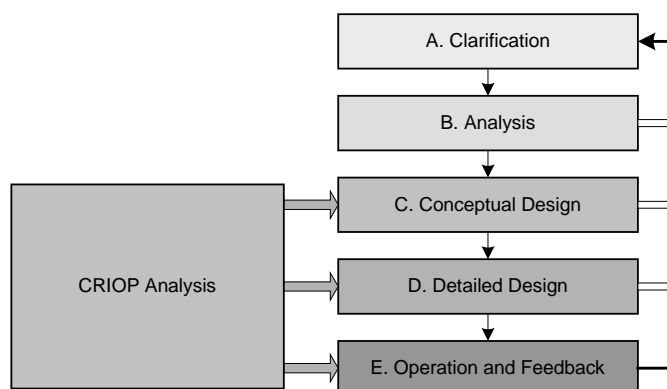 A. Clarification
B. Analysis
C. Conceptual Design
CRIOP Analysis
D. Detailed Design
E. Operation and Feedback